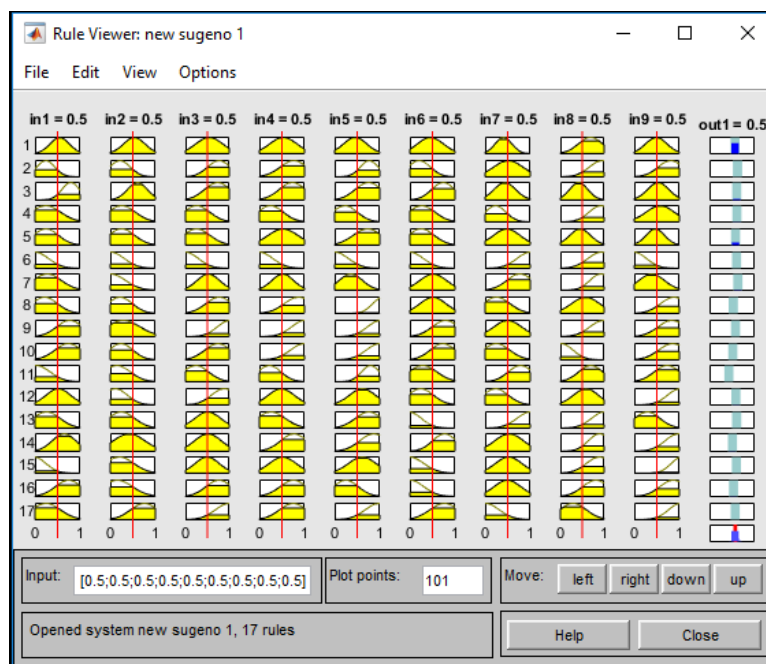 Rule Viewer: new sugeno 1
File Edit View Options
in1 = 0.5 in2 = 0.5 in3 = 0.5 in4 = 0.5 in5 = 0.5 in6 = 0.5 in7 = 0.5 in8 = 0.5 in9 = 0.5 out1 = 0.5
1
2
3
4
5
6
7
8
9
10
11
12
13
14
15
16
17
0 1 0 1 0 1 0 1 0 1 0 1 0 1 0 1 0 1
Input: [0.5;0.5;0.5;0.5;0.5;0.5;0.5;0.5;0.5] Plot points: 101 Move: left right down up
Opened system new sugeno 1, 17 rules Help Close